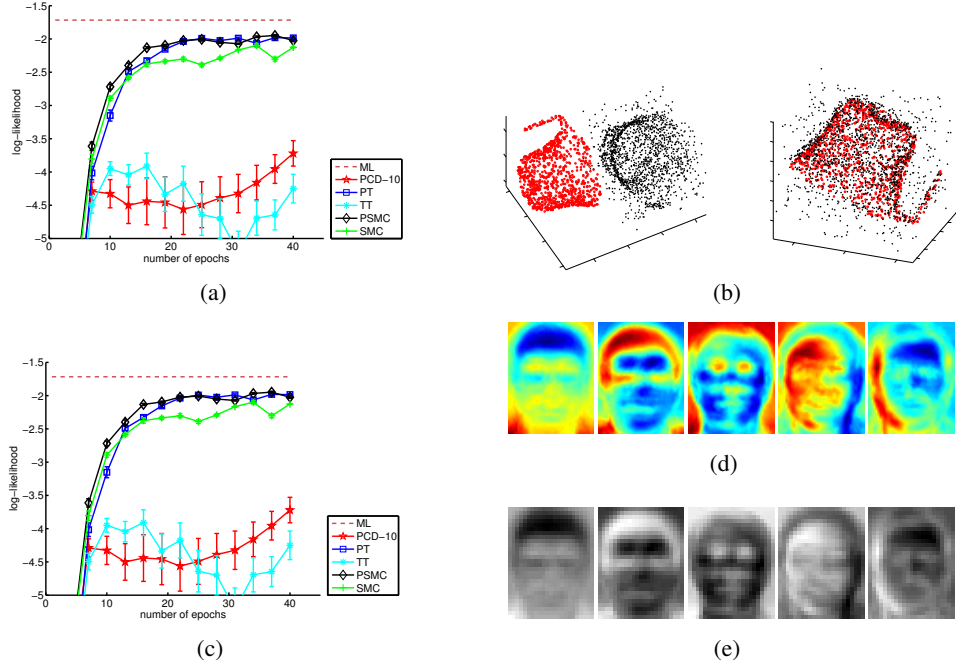 −1.5
−2
−2.5
−3
−3.5
−4
−4.5
−5
0
10
20
30
40
log−likelihood
number of epochs
ML
PCD−10
PT
TT
PSMC
SMC
(a)
(b)
−1.5
−2
−2.5
−3
−3.5
−4
−4.5
−5
0
10
20
30
40
log−likelihood
number of epochs
ML
PCD−10
PT
TT
PSMC
SMC
(c)
(d)
(e)